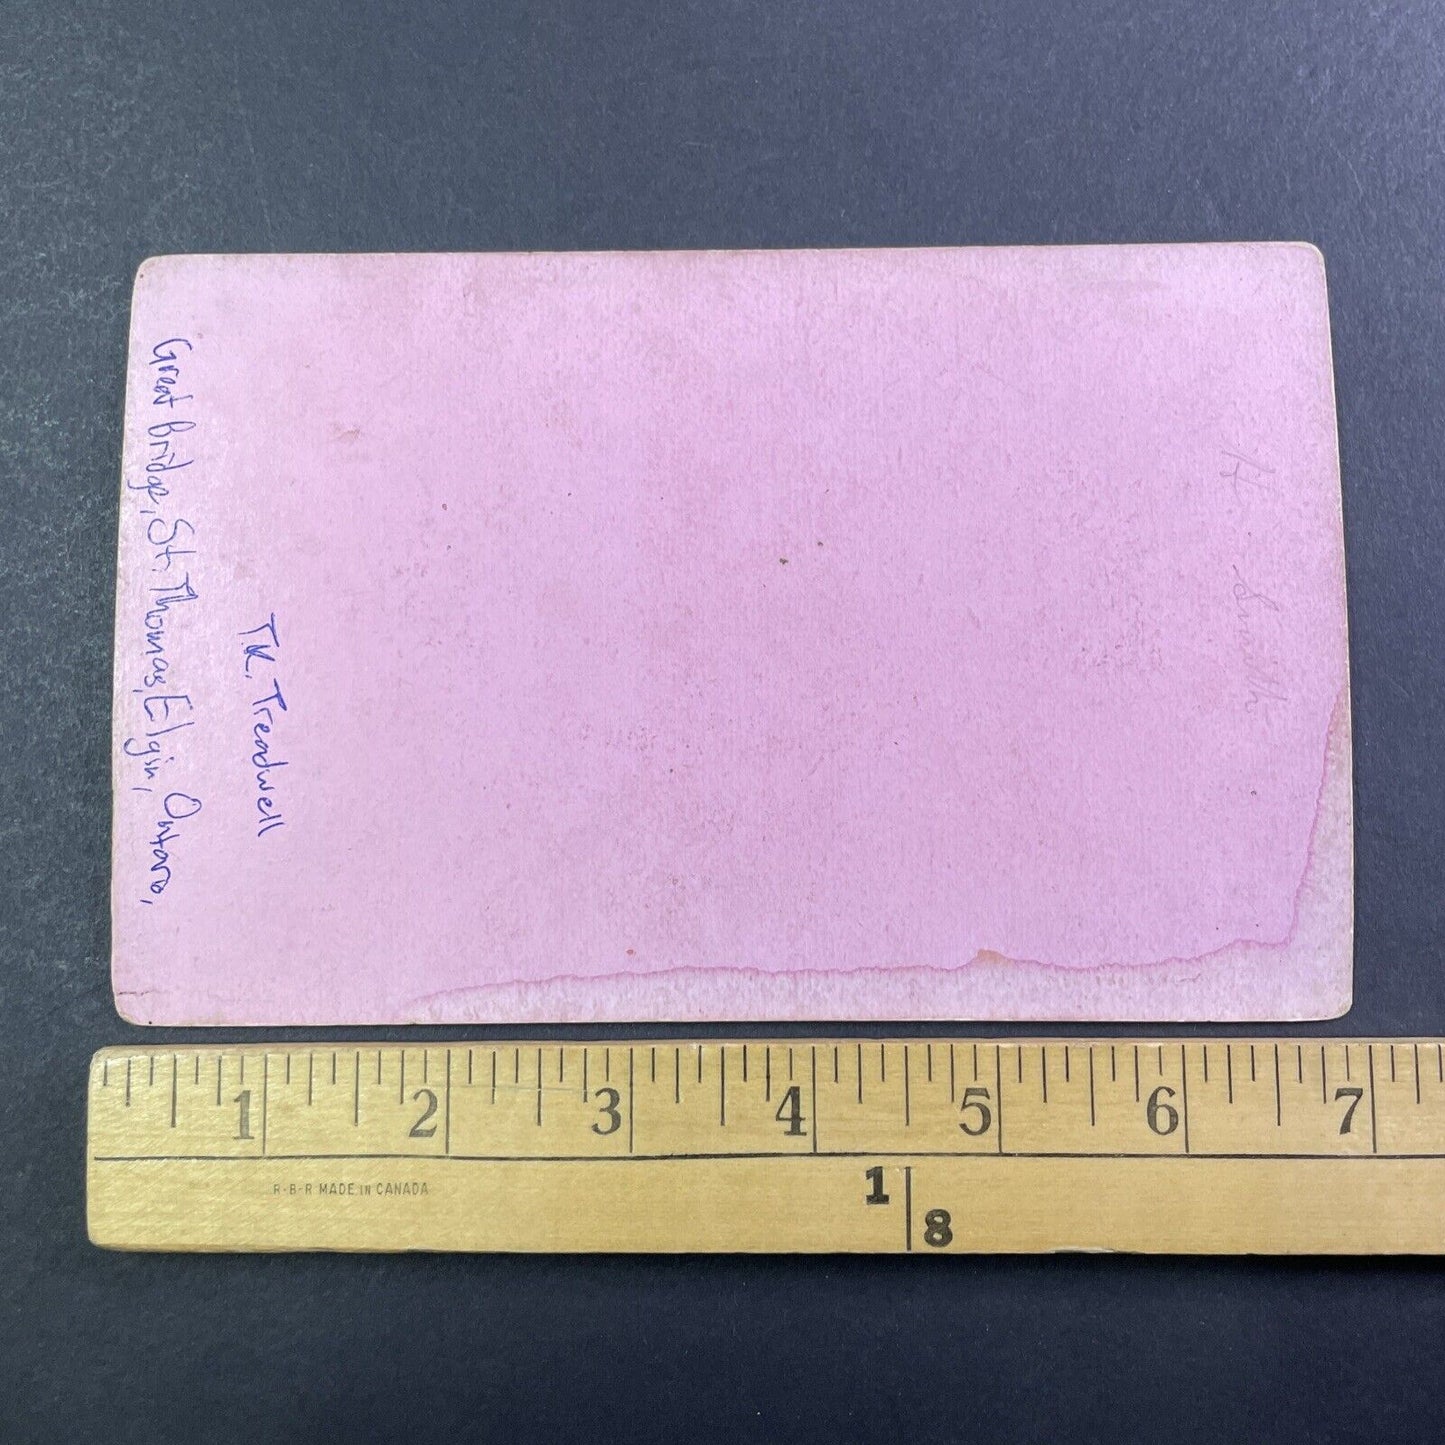 Great Bridge, St. Thomas, Elgin, Ontario,
T.K. Treadwell
1 2 3 4 5 6 7
R-B-R MADE IN CANADA
1
8